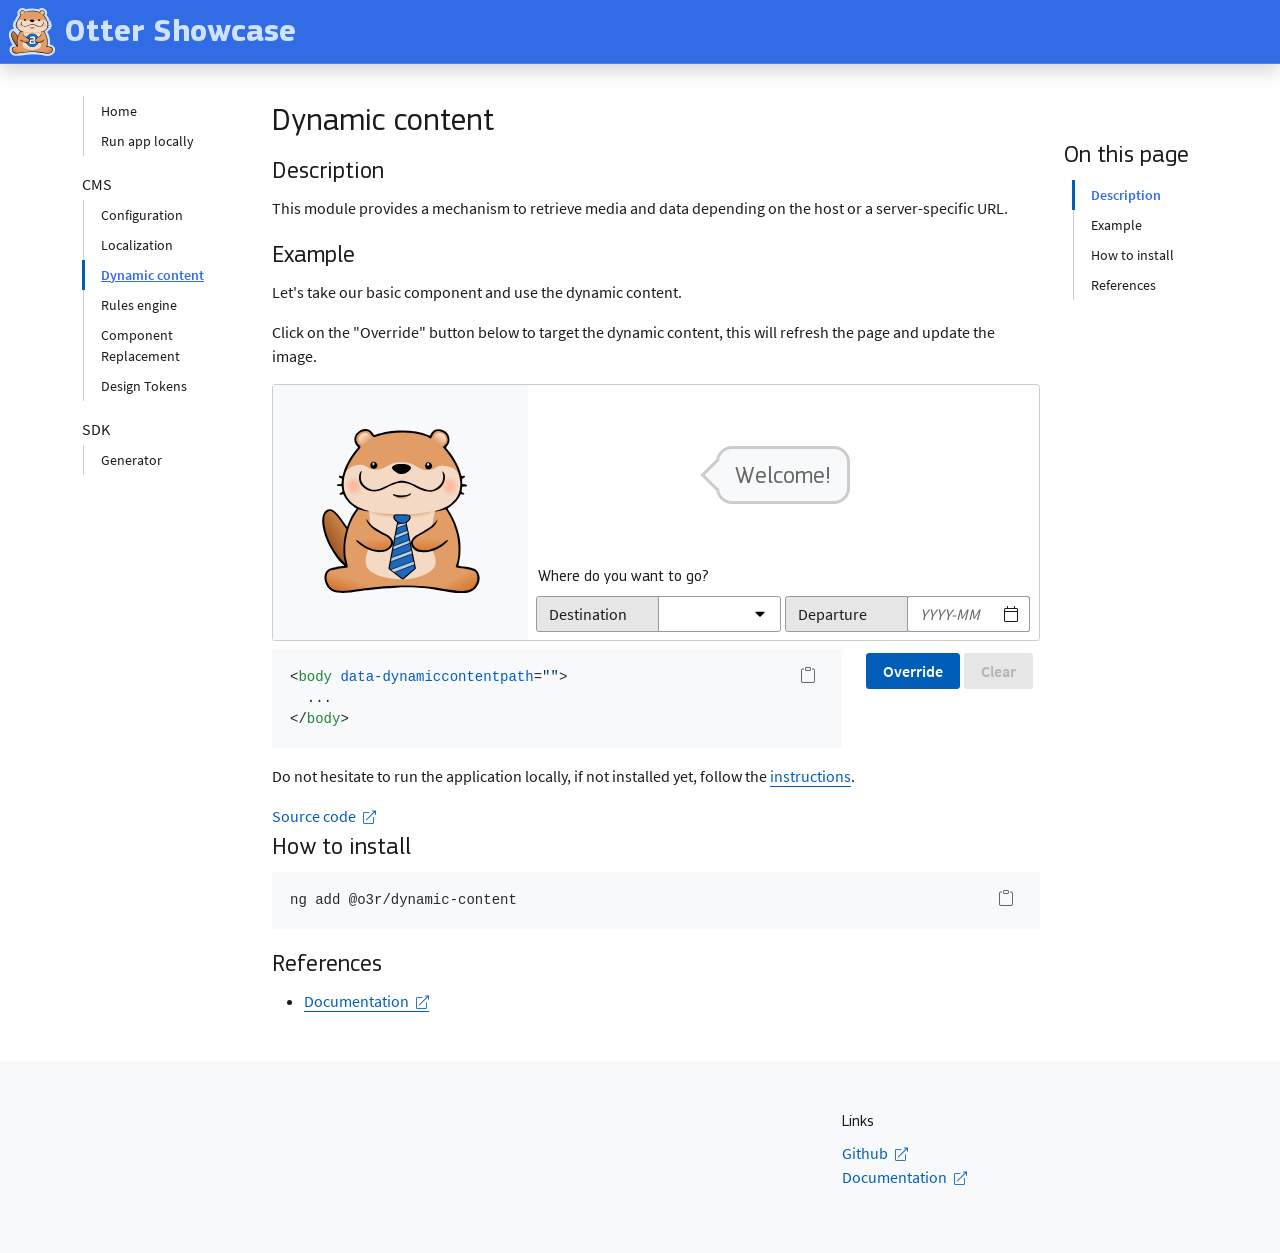 Otter Showcase
Home
Run app locally
CMS
Configuration
Localization
Dynamic content
Rules engine
Component
Replacement
Design Tokens
SDK
Generator
Dynamic content
Description
This module provides a mechanism to retrieve media and data depending on the host or a server-specific URL.
Example
Let's take our basic component and use the dynamic content.
Click on the "Override" button below to target the dynamic content, this will refresh the page and update the
image.
Welcome!
Where do you want to go?
Destination
Departure
YYYY-MM
<body data-dynamiccontentpath="">
...
</body>
Override
Clear
Do not hesitate to run the application locally, if not installed yet, follow the instructions.
Source code
How to install
ng add @o3r/dynamic-content
References
Documentation
On this page
Description
Example
How to install
References
Links
Github
Documentation